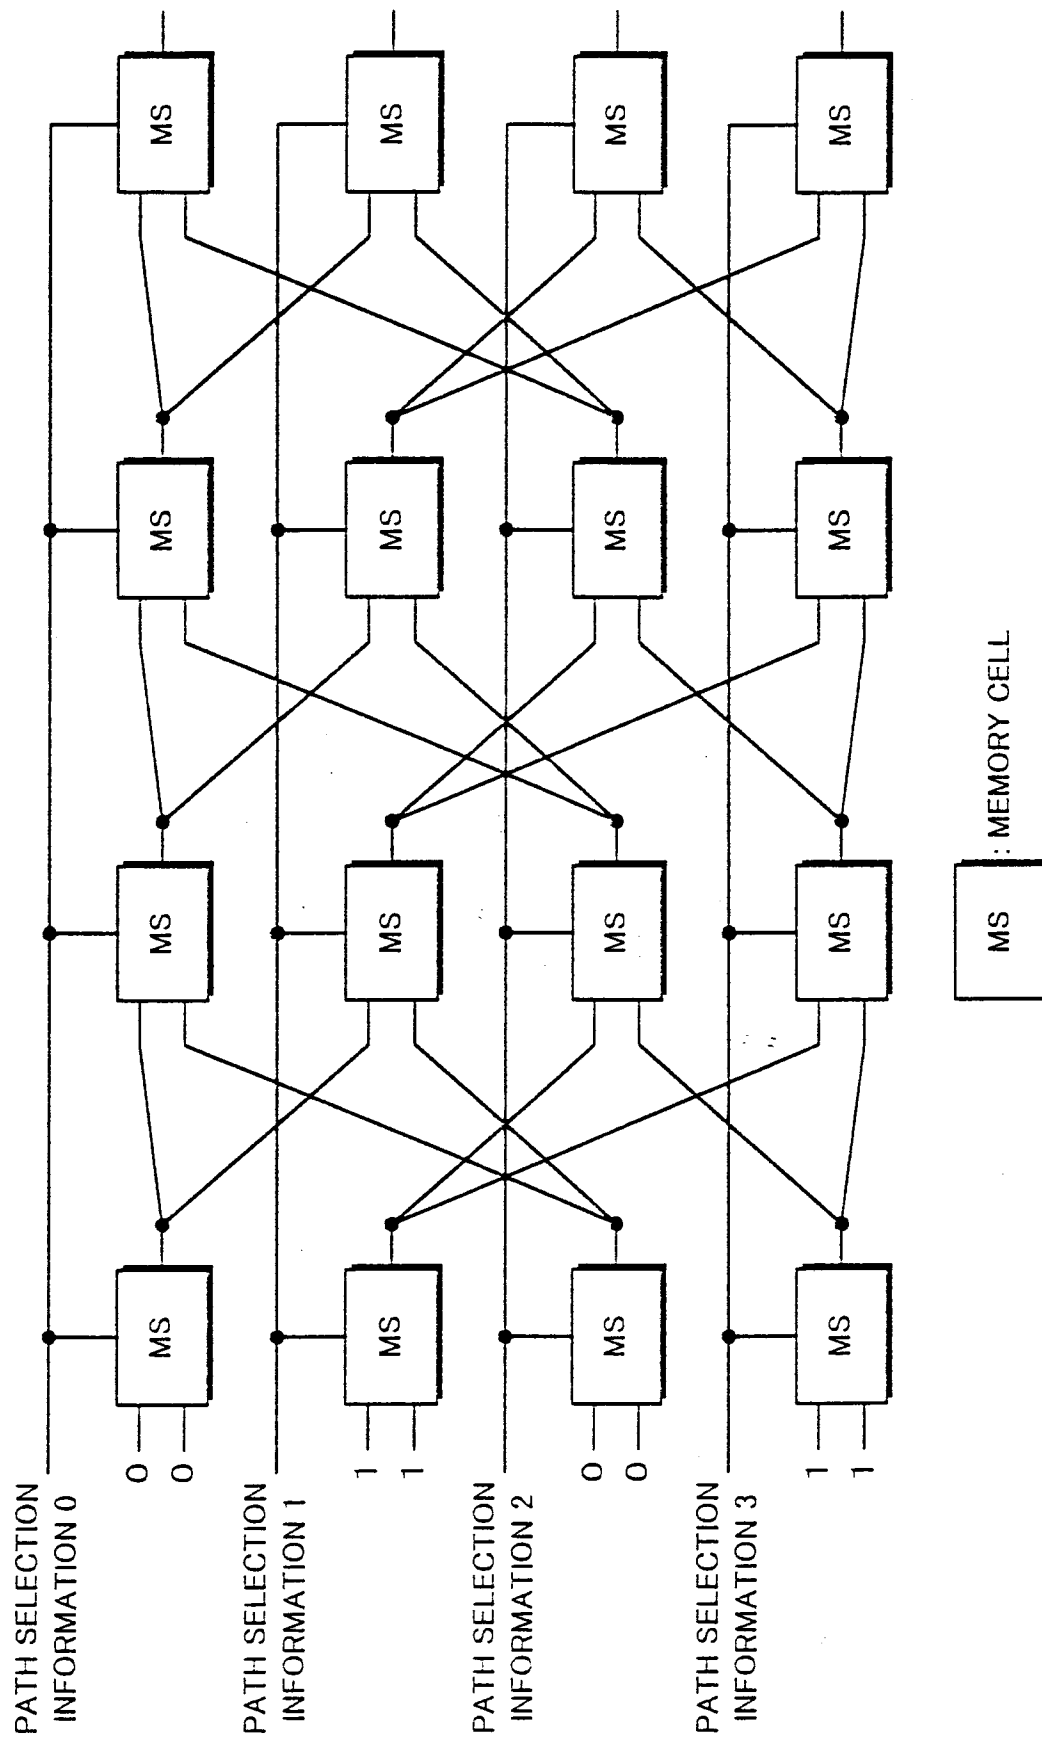 PATH SELECTION
INFORMATION 0
0
0
MS
MS
MS
MS
PATH SELECTION
INFORMATION 1
1
1
MS
MS
MS
MS
PATH SELECTION
INFORMATION 2
0
0
MS
MS
MS
MS
PATH SELECTION
INFORMATION 3
1
1
MS
MS
MS
MS
MS : MEMORY CELL